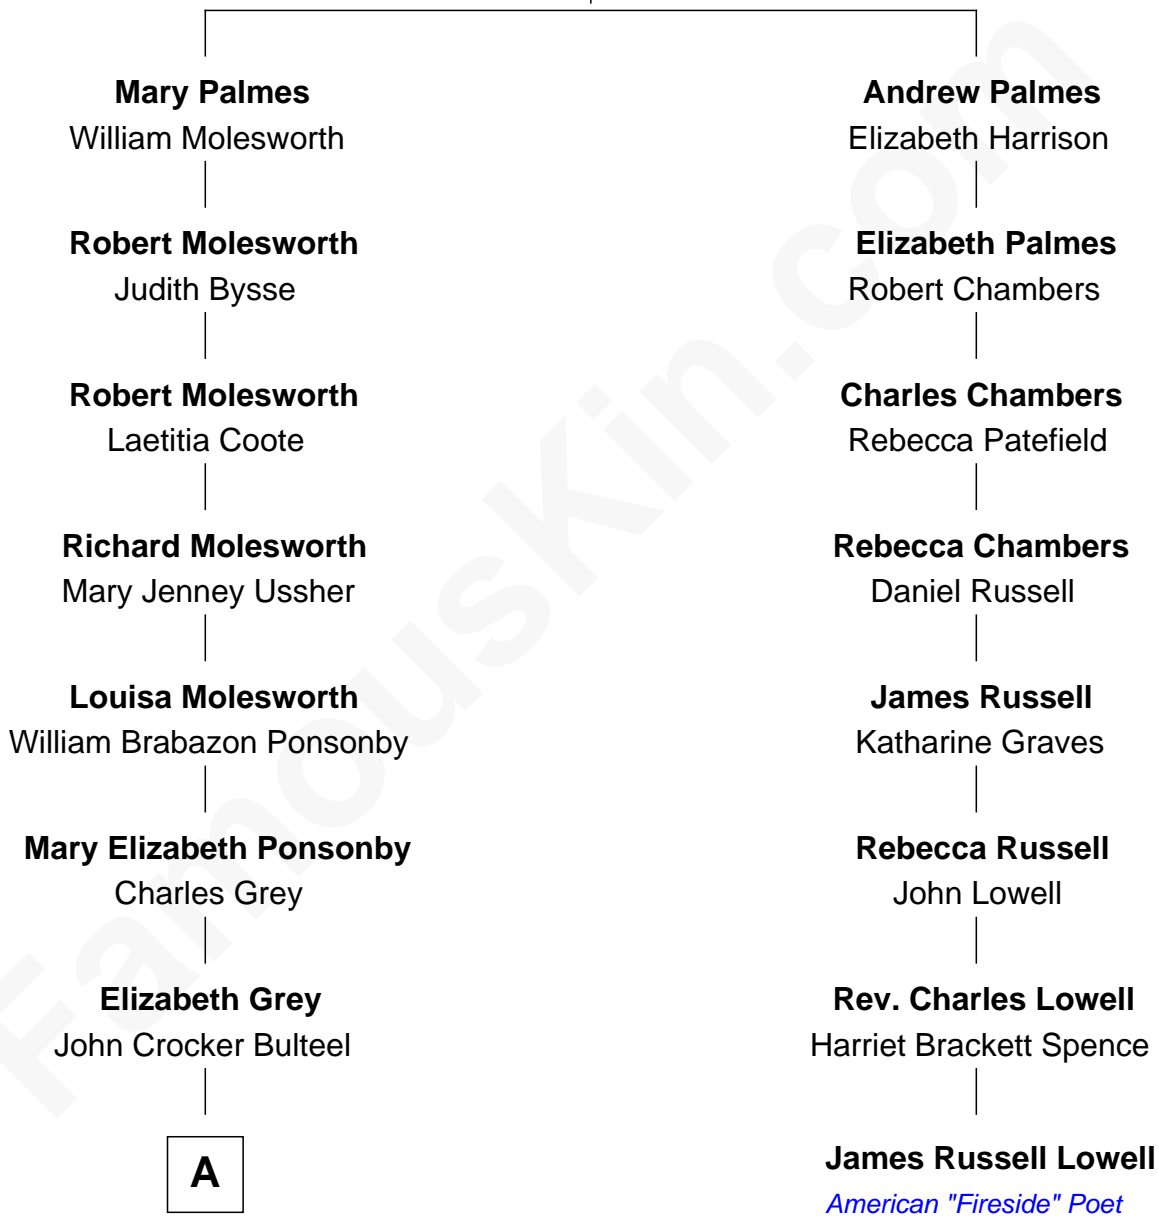 Mary Palmes
William Molesworth
Robert Molesworth
Judith Bysse
Robert Molesworth
Laetitia Coote
Richard Molesworth
Mary Jenney Ussher
Louisa Molesworth
William Brabazon Ponsonby
Mary Elizabeth Ponsonby
Charles Grey
Elizabeth Grey
John Crocker Bulteel
A
Andrew Palmes
Elizabeth Harrison
Elizabeth Palmes
Robert Chambers
Charles Chambers
Rebecca Patefield
Rebecca Chambers
Daniel Russell
James Russell
Katharine Graves
Rebecca Russell
John Lowell
Rev. Charles Lowell
Harriet Brackett Spence
James Russell Lowell
American "Fireside" Poet
FamousKin.com